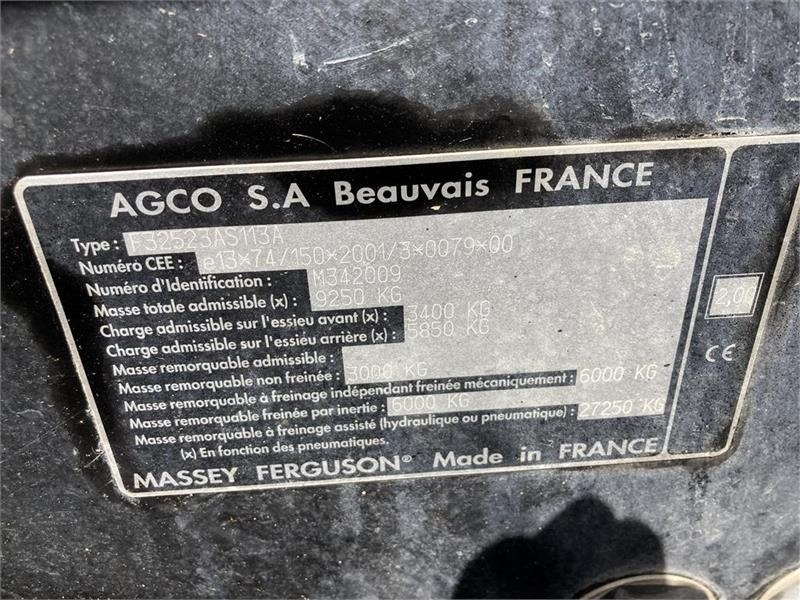 AGCO S.A Beauvais FRANCE
Type : F32523AS113A
Numéro CEE : e13*74/150*2001/3*0079*00
Numéro d'Identification : M342009
Masse totale admissible (x) : 9250 KG
Charge admissible sur l'essieu avant (x) : 3400 KG
Charge admissible sur l'essieu arrière (x) : 5850 KG
Masse remorquable admissible :
Masse remorquable non freinée : 3000 KG
Masse remorquable à freinage indépendant freinée mécaniquement : 6000 KG
Masse remorquable freinée par inertie : 6000 KG
Masse remorquable à freinage assisté (hydraulique ou pneumatique) : 27250 KG
(x) En fonction des pneumatiques.
MASSEY FERGUSON® Made in FRANCE
2,00
CE